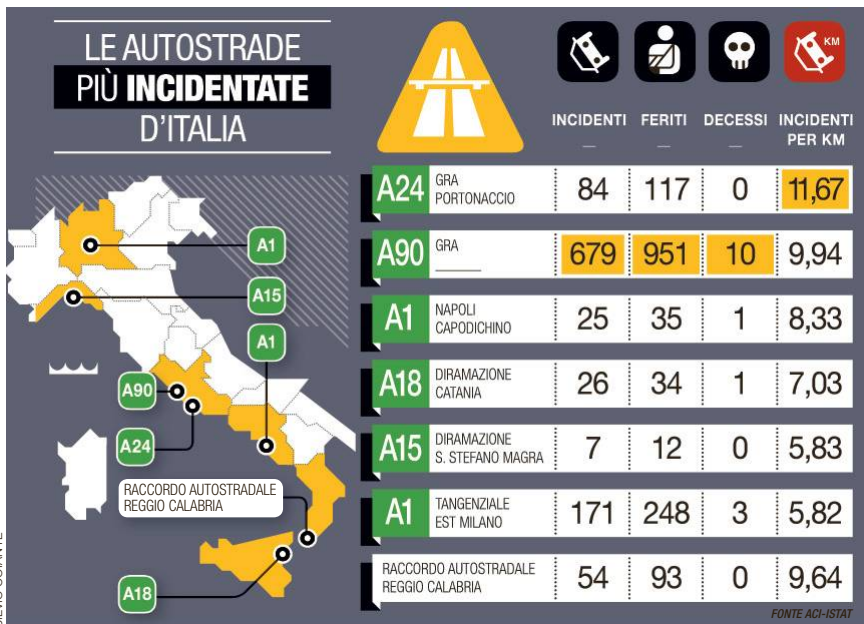 LE AUTOSTRADE
PIÙ INCIDENTATE
D'ITALIA
KM
INCIDENTI FERITI DECESSI INCIDENTI
PER KM
A24 GRA
PORTONACCIO 84 117 0 11,67
A90 GRA 679 951 10 9,94
A1 NAPOLI
CAPODICHINO 25 35 1 8,33
A18 DIRAMAZIONE
CATANIA 26 34 1 7,03
A15 DIRAMAZIONE
S. STEFANO MAGRA 7 12 0 5,83
A1 TANGENZIALE
EST MILANO 171 248 3 5,82
RACCORDO AUTOSTRADALE
REGGIO CALABRIA 54 93 0 9,64
FONTE ACI-ISTAT
A1
A15
A1
A90
A24
RACCORDO AUTOSTRADALE
REGGIO CALABRIA
A18